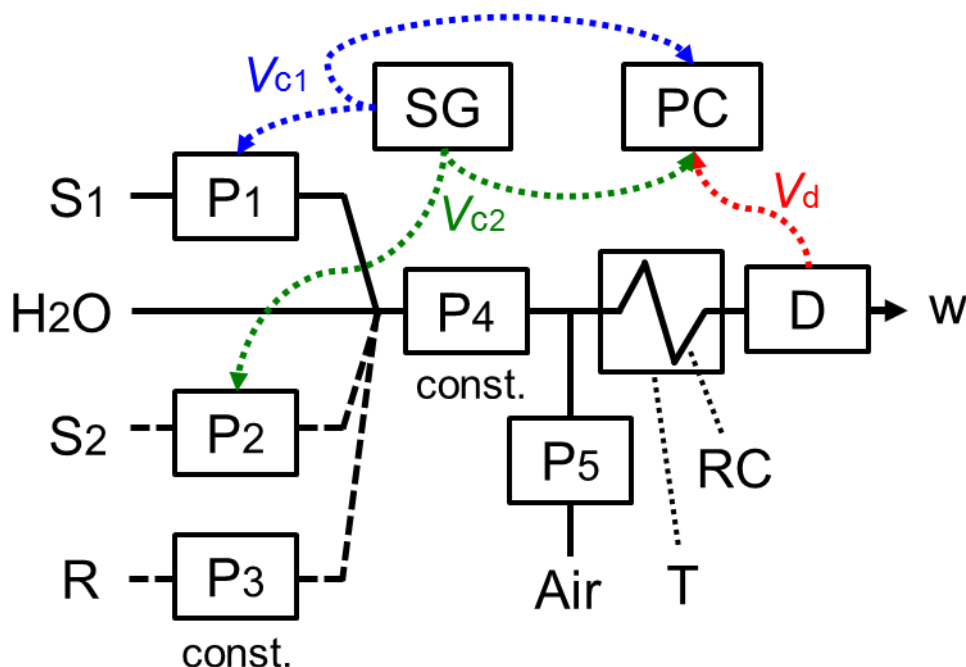 Vc1
SG
PC
S1
P1
Vc2
Vd
H2O
P4
D
w
const.
S2
P2
P5
RC
R
P3
Air
T
const.